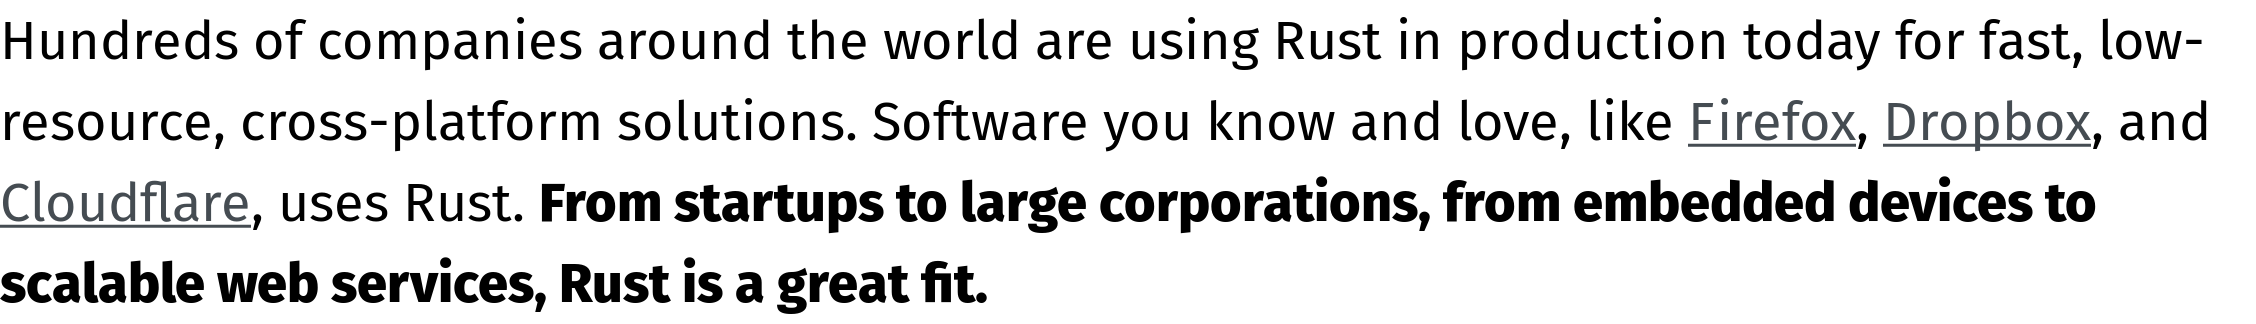 Hundreds of companies around the world are using Rust in production today for fast, low-
resource, cross-platform solutions. Software you know and love, like Firefox, Dropbox, and
Cloudflare, uses Rust. From startups to large corporations, from embedded devices to
scalable web services, Rust is a great fit.